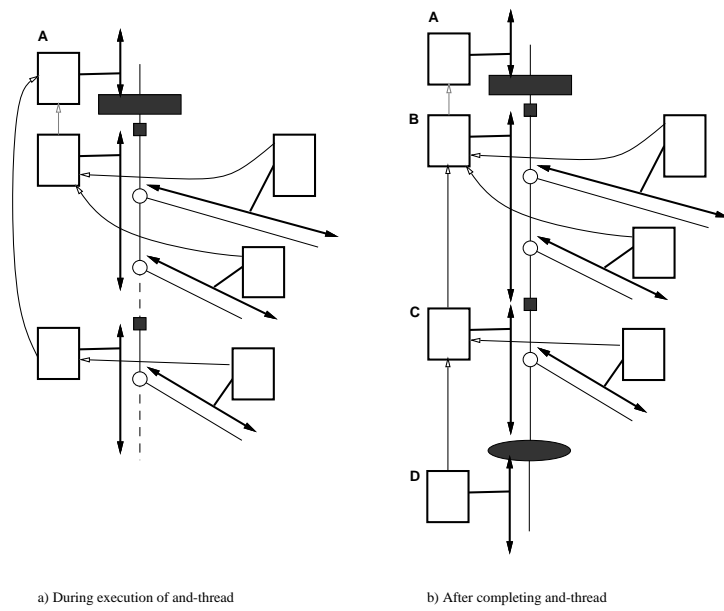 A
A
B
C
D
a) During execution of and-thread
b) After completing and-thread